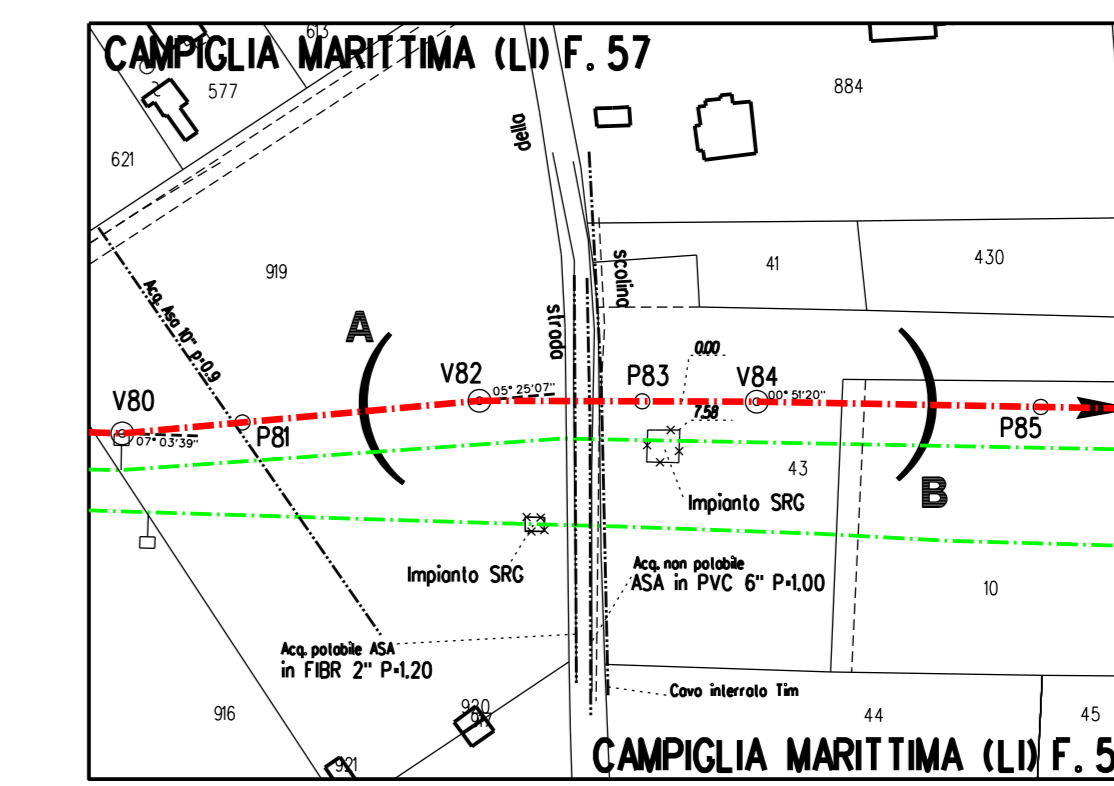 613
CAMPIGLIA MARITTIMA (LI) F. 57
577
884
621
della
919
scolina
41
430
Acq. Asa 10" p=0.9
A
strada
0.00
V80
V82
05° 25'07"
P83
V84
00° 51'20"
07° 03'39"
P81
7.58
P85
43
B
Impianto SRG
Impianto SRG
Acq. non potabile
ASA in PVC 6" P=1.00
10
Acq. potabile ASA
in FIBR 2" P=1.20
Cavo interrato Tim
916
920
44
45
921
CAMPIGLIA MARITTIMA (LI) F. 5